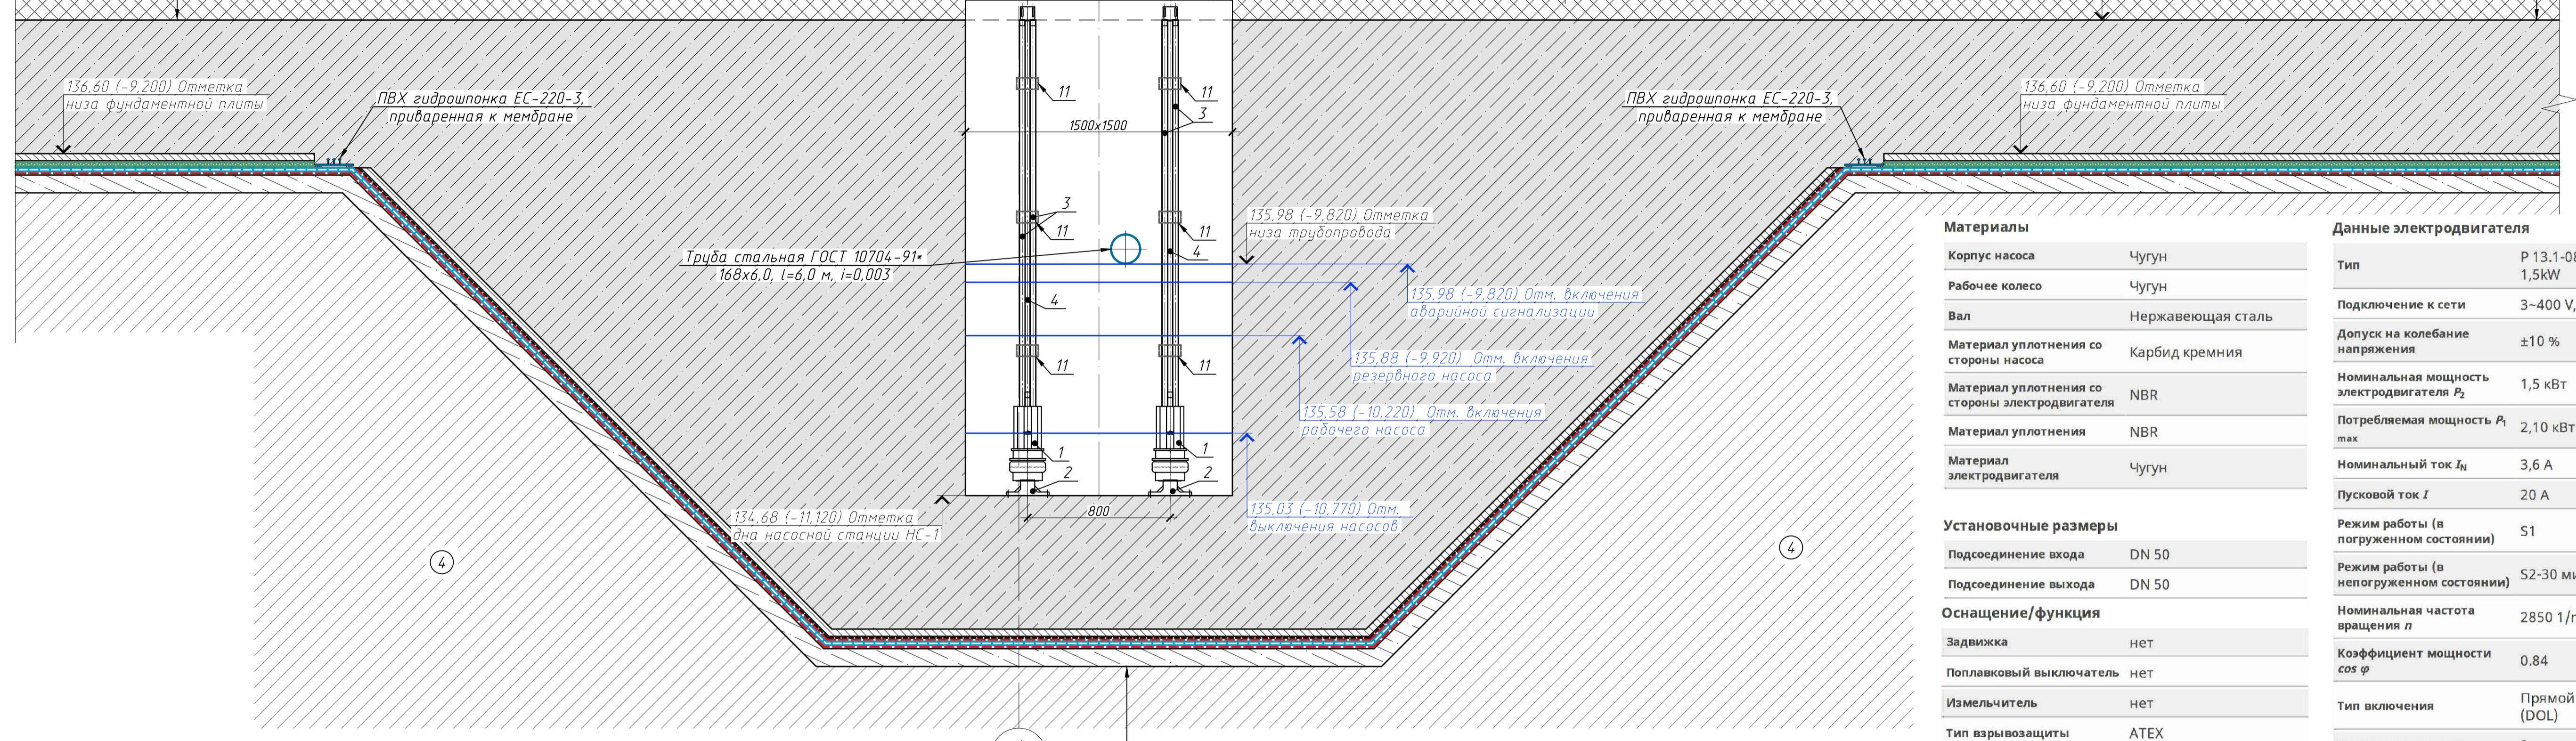 136,60 (-9,200) Отметка
низа фундаментной плиты
ПВХ гидрошпонка ЕС-220-3,
приваренная к мембране
11
11
3
1500х1500
ПВХ гидрошпонка ЕС-220-3,
приваренная к мембране
136,60 (-9,200) Отметка
низа фундаментной плиты
3
11
11
4
135,98 (-9,820) Отметка
низа трубопровода
Труба стальная ГОСТ 10704-91*
168х6,0, l=6,0 м, i=0,003
4
135,98 (-9,820) Отм. включения
аварийной сигнализации
11
11
135,88 (-9,920) Отм. включения
резервного насоса
135,58 (-10,220) Отм. включения
рабочего насоса
1
1
2
2
134,68 (-11,120) Отметка
дна насосной станции НС-1
800
135,03 (-10,770) Отм.
выключения насосов
4
4
Материалы
Корпус насоса Чугун
Рабочее колесо Чугун
Вал Нержавеющая сталь
Материал уплотнения со
стороны насоса Карбид кремния
Материал уплотнения со
стороны электродвигателя NBR
Материал уплотнения NBR
Материал
электродвигателя Чугун
Установочные размеры
Подсоединение входа DN 50
Подсоединение выхода DN 50
Оснащение/функция
Задвижка нет
Поплавковый выключатель нет
Измельчитель нет
Тип взрывозащиты ATEX
Данные электродвигателя
Тип P 13.1-08
1,5kW
Подключение к сети 3~400 V,
Допуск на колебание
напряжения ±10 %
Номинальная мощность
электродвигателя P2 1,5 кВт
Потребляемая мощность P1
max 2,10 кВт
Номинальный ток IN 3,6 A
Пусковой ток I 20 A
Режим работы (в
погруженном состоянии) S1
Режим работы (в
непогруженном состоянии) S2-30
Номинальная частота
вращения n 2850
Коэффициент мощности
cos φ 0.84
Тип включения Прямой
(DOL)